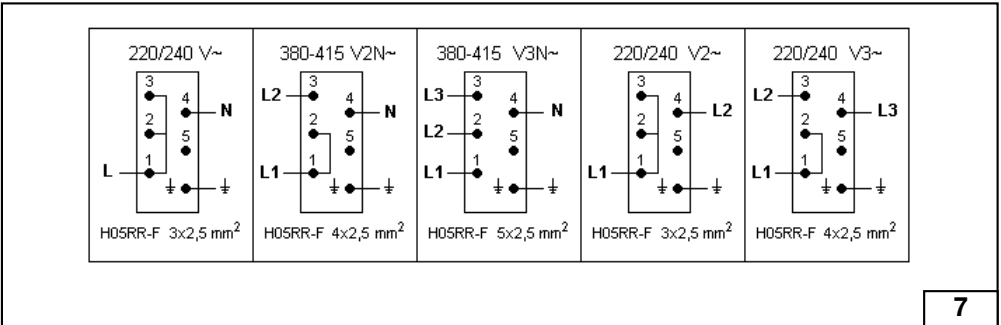 220/240 V~
3
4
N
2
5
L
1
H05RR-F 3x2,5 mm²
380-415 V2N~
3
L2
4
N
2
5
L1
1
H05RR-F 4x2,5 mm²
380-415 V3N~
3
L3
4
N
2
L2
5
L1
1
H05RR-F 5x2,5 mm²
220/240 V2~
3
4
L2
2
5
L1
1
H05RR-F 3x2,5 mm²
220/240 V3~
3
L2
4
L3
2
5
L1
1
H05RR-F 4x2,5 mm²
7